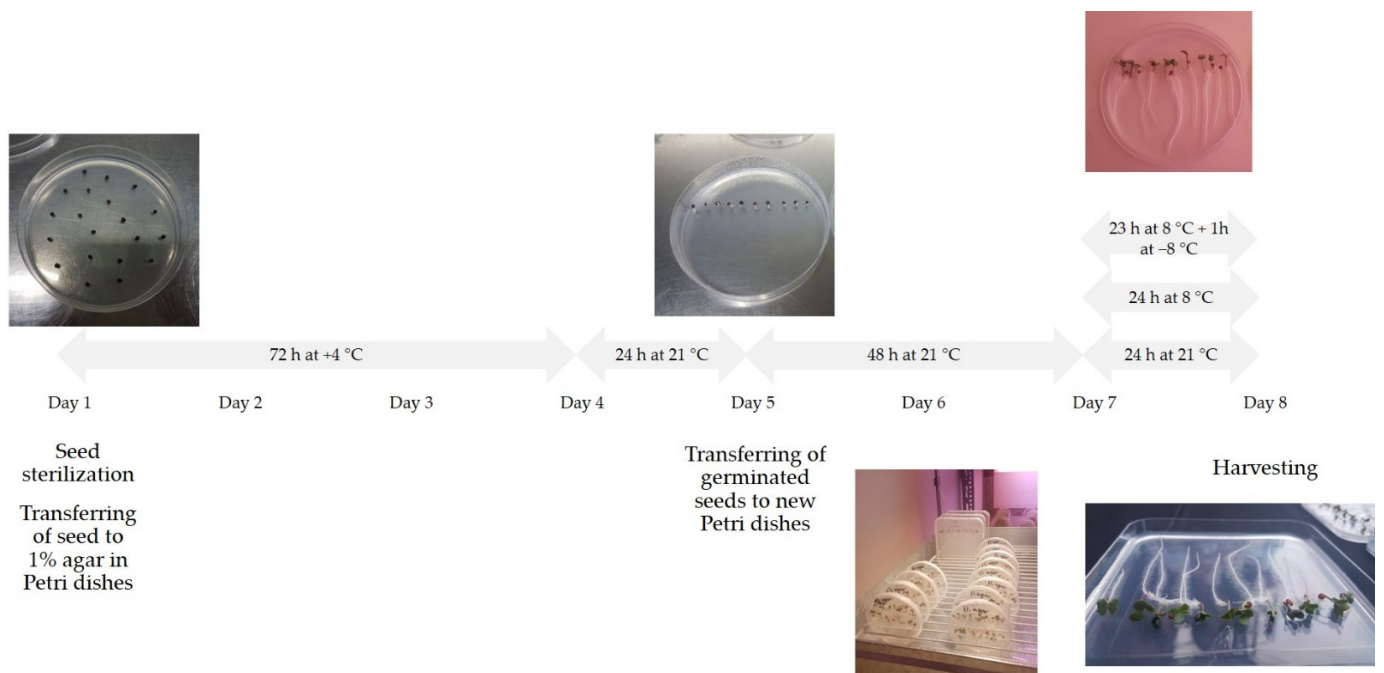 23 h at 8 °C + 1h
at –8 °C
24 h at 8 °C
72 h at +4 °C
24 h at 21 °C
48 h at 21 °C
24 h at 21 °C
Day 1
Day 2
Day 3
Day 4
Day 5
Day 6
Day 7
Day 8
Seed
sterilization
Transferring
of seed to
1% agar in
Petri dishes
Transferring of
germinated
seeds to new
Petri dishes
Harvesting